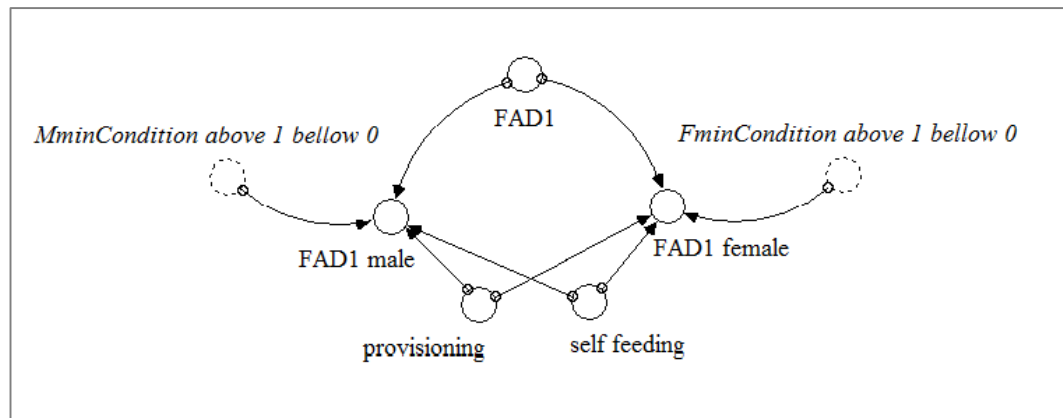 FAD1
MminCondition above 1 bellow 0
FminCondition above 1 bellow 0
FAD1 male
FAD1 female
provisioning
self feeding